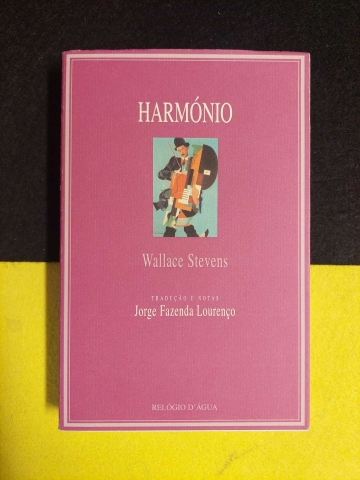 HARMÓNIO
Wallace Stevens
TRADUÇÃO E NOTAS
Jorge Fazenda Lourenço
RELÓGIO D'ÁGUA